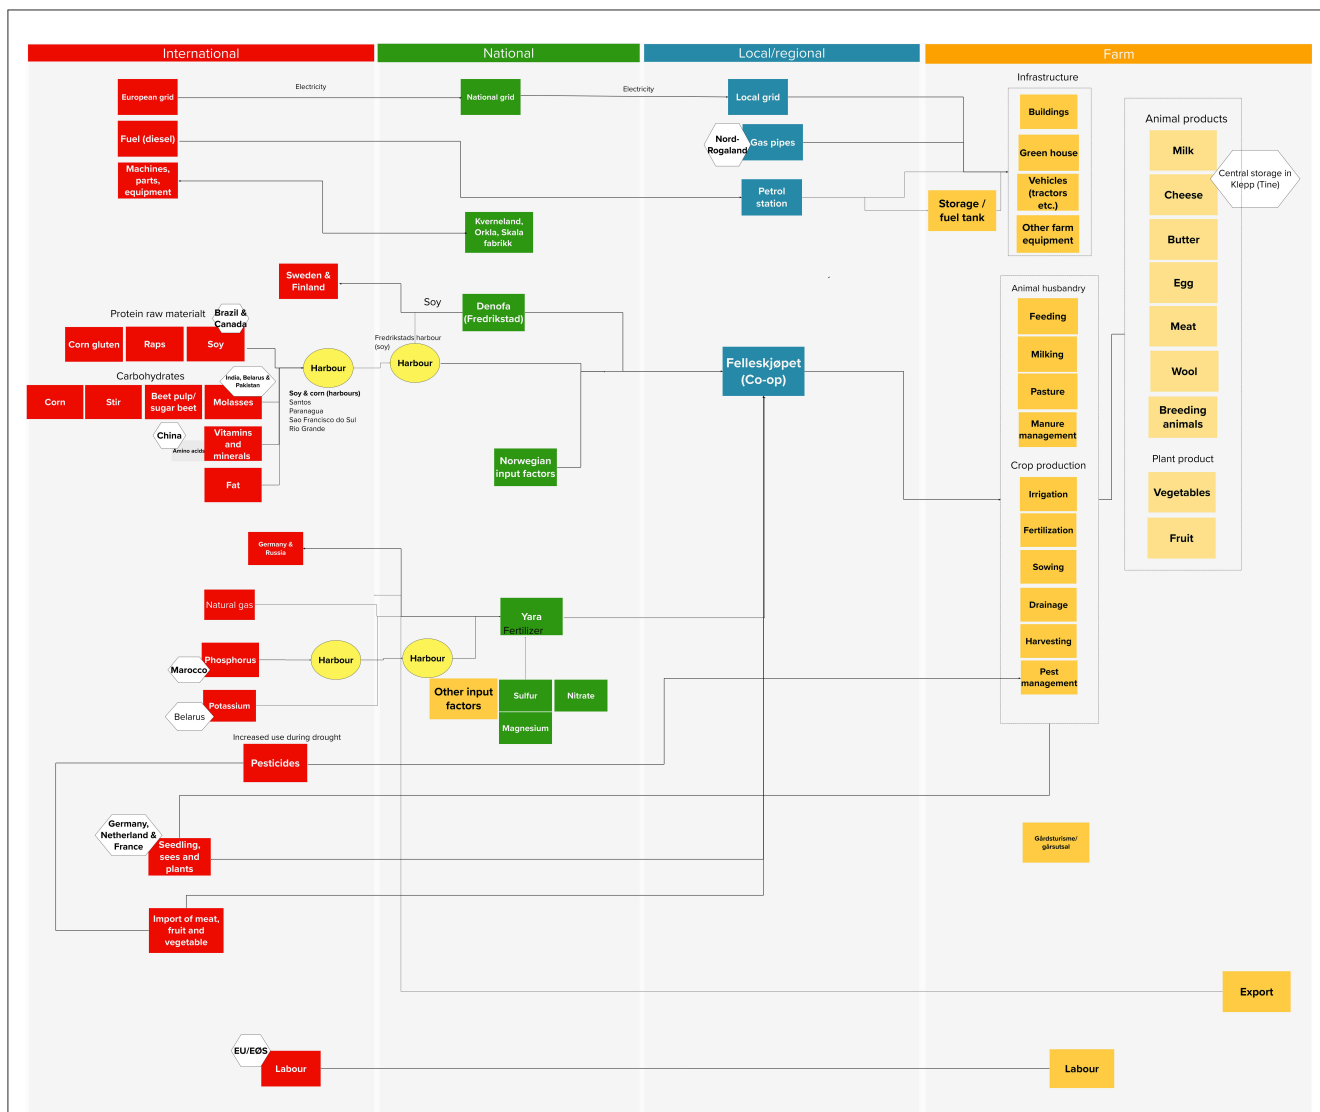 International
National
Local/regional
Farm
European grid
Electricity
National grid
Electricity
Local grid
Fuel (diesel)
Nord-
Rogaland
Gas pipes
Machines,
parts,
equipment
Petrol
station
Storage /
fuel tank
Kverneland,
Orkla, Skala
fabrikk
Infrastructure
Buildings
Green house
Vehicles
(tractors
etc.)
Other farm
equipment
Animal products
Milk
Central storage in
Klepp (Tine)
Cheese
Butter
Egg
Meat
Wool
Breeding
animals
Plant product
Vegetables
Fruit
Sweden &
Finland
Soy
Denofa
(Fredrikstad)
Protein raw materialt
Brazil &
Canada
Corn gluten
Raps
Soy
Fredrikstads harbour
(soy)
Harbour
Harbour
Carbohydrates
India, Belarus &
Pakistan
Corn
Stir
Beet pulp/
sugar beet
Molasses
Soy & corn (harbours)
Santos
Paranagua
Sao Francisco do Sul
Rio Grande
China
Amino acids
Vitamins
and
minerals
Fat
Norwegian
input factors
Felleskjøpet
(Co-op)
Animal husbandry
Feeding
Milking
Pasture
Manure
management
Crop production
Irrigation
Fertilization
Sowing
Drainage
Harvesting
Pest
management
Germany &
Russia
Natural gas
Yara
Fertilizer
Marocco
Phosphorus
Harbour
Harbour
Belarus
Potassium
Other input
factors
Sulfur
Nitrate
Magnesium
Increased use during drought
Pesticides
Germany,
Netherland &
France
Seedling,
sees and
plants
Gårdsturisme/
gårsutsal
Import of meat,
fruit and
vegetable
Export
EU/EØS
Labour
Labour